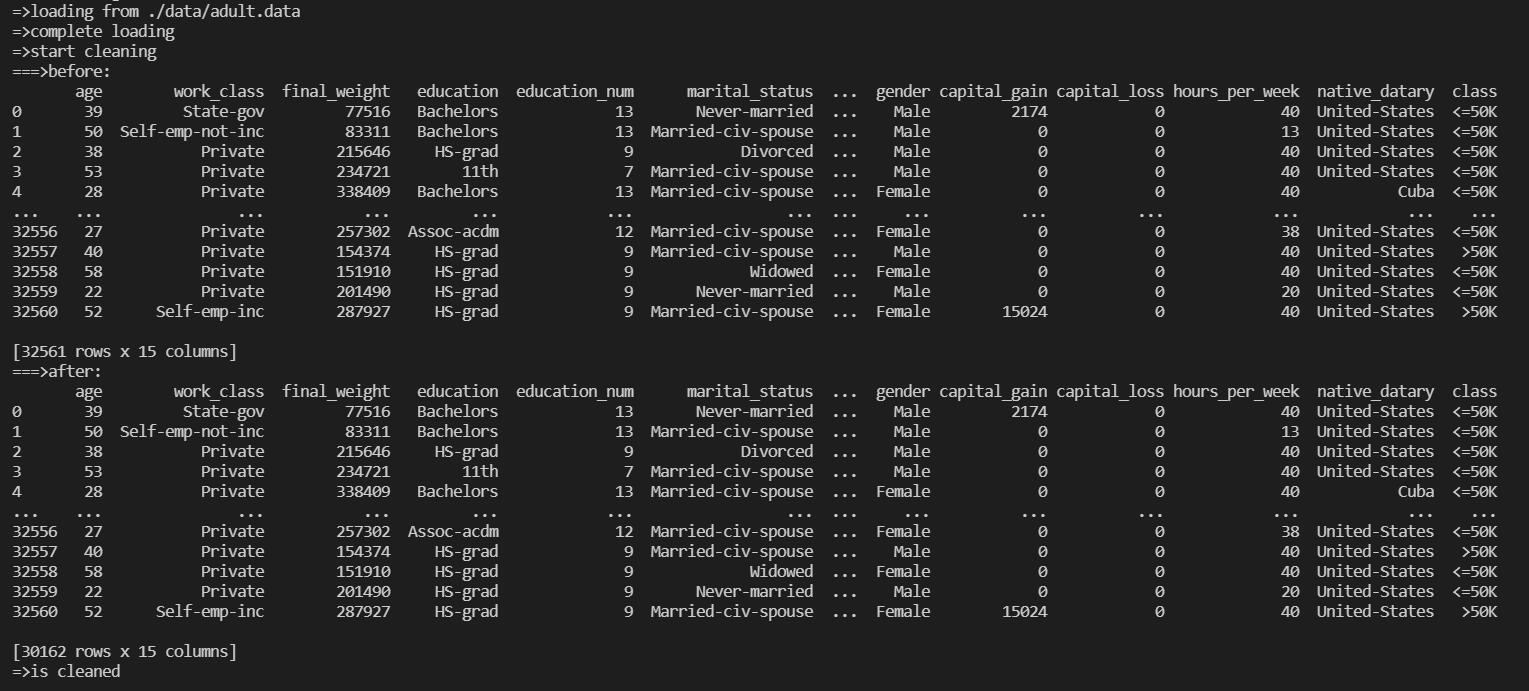 =>loading from ./data/adult.data
=>complete loading
=>start cleaning
===>before:
age work_class final_weight education education_num marital_status ... gender capital_gain capital_loss hours_per_week native_datary class
0 39 State-gov 77516 Bachelors 13 Never-married ... Male 2174 0 40 United-States <=50K
1 50 Self-emp-not-inc 83311 Bachelors 13 Married-civ-spouse ... Male 0 0 13 United-States <=50K
2 38 Private 215646 HS-grad 9 Divorced ... Male 0 0 40 United-States <=50K
3 53 Private 234721 11th 7 Married-civ-spouse ... Male 0 0 40 United-States <=50K
4 28 Private 338409 Bachelors 13 Married-civ-spouse ... Female 0 0 40 Cuba <=50K
... ... ... ... ... ... ... ... ... ... ... ... ... ...
32556 27 Private 257302 Assoc-acdm 12 Married-civ-spouse ... Female 0 0 38 United-States <=50K
32557 40 Private 154374 HS-grad 9 Married-civ-spouse ... Male 0 0 40 United-States >50K
32558 58 Private 151910 HS-grad 9 Widowed ... Female 0 0 40 United-States <=50K
32559 22 Private 201490 HS-grad 9 Never-married ... Male 0 0 20 United-States <=50K
32560 52 Self-emp-inc 287927 HS-grad 9 Married-civ-spouse ... Female 15024 0 40 United-States >50K
[32561 rows x 15 columns]
===>after:
age work_class final_weight education education_num marital_status ... gender capital_gain capital_loss hours_per_week native_datary class
0 39 State-gov 77516 Bachelors 13 Never-married ... Male 2174 0 40 United-States <=50K
1 50 Self-emp-not-inc 83311 Bachelors 13 Married-civ-spouse ... Male 0 0 13 United-States <=50K
2 38 Private 215646 HS-grad 9 Divorced ... Male 0 0 40 United-States <=50K
3 53 Private 234721 11th 7 Married-civ-spouse ... Male 0 0 40 United-States <=50K
4 28 Private 338409 Bachelors 13 Married-civ-spouse ... Female 0 0 40 Cuba <=50K
... ... ... ... ... ... ... ... ... ... ... ... ... ...
32556 27 Private 257302 Assoc-acdm 12 Married-civ-spouse ... Female 0 0 38 United-States <=50K
32557 40 Private 154374 HS-grad 9 Married-civ-spouse ... Male 0 0 40 United-States >50K
32558 58 Private 151910 HS-grad 9 Widowed ... Female 0 0 40 United-States <=50K
32559 22 Private 201490 HS-grad 9 Never-married ... Male 0 0 20 United-States <=50K
32560 52 Self-emp-inc 287927 HS-grad 9 Married-civ-spouse ... Female 15024 0 40 United-States >50K
[30162 rows x 15 columns]
=>is cleaned